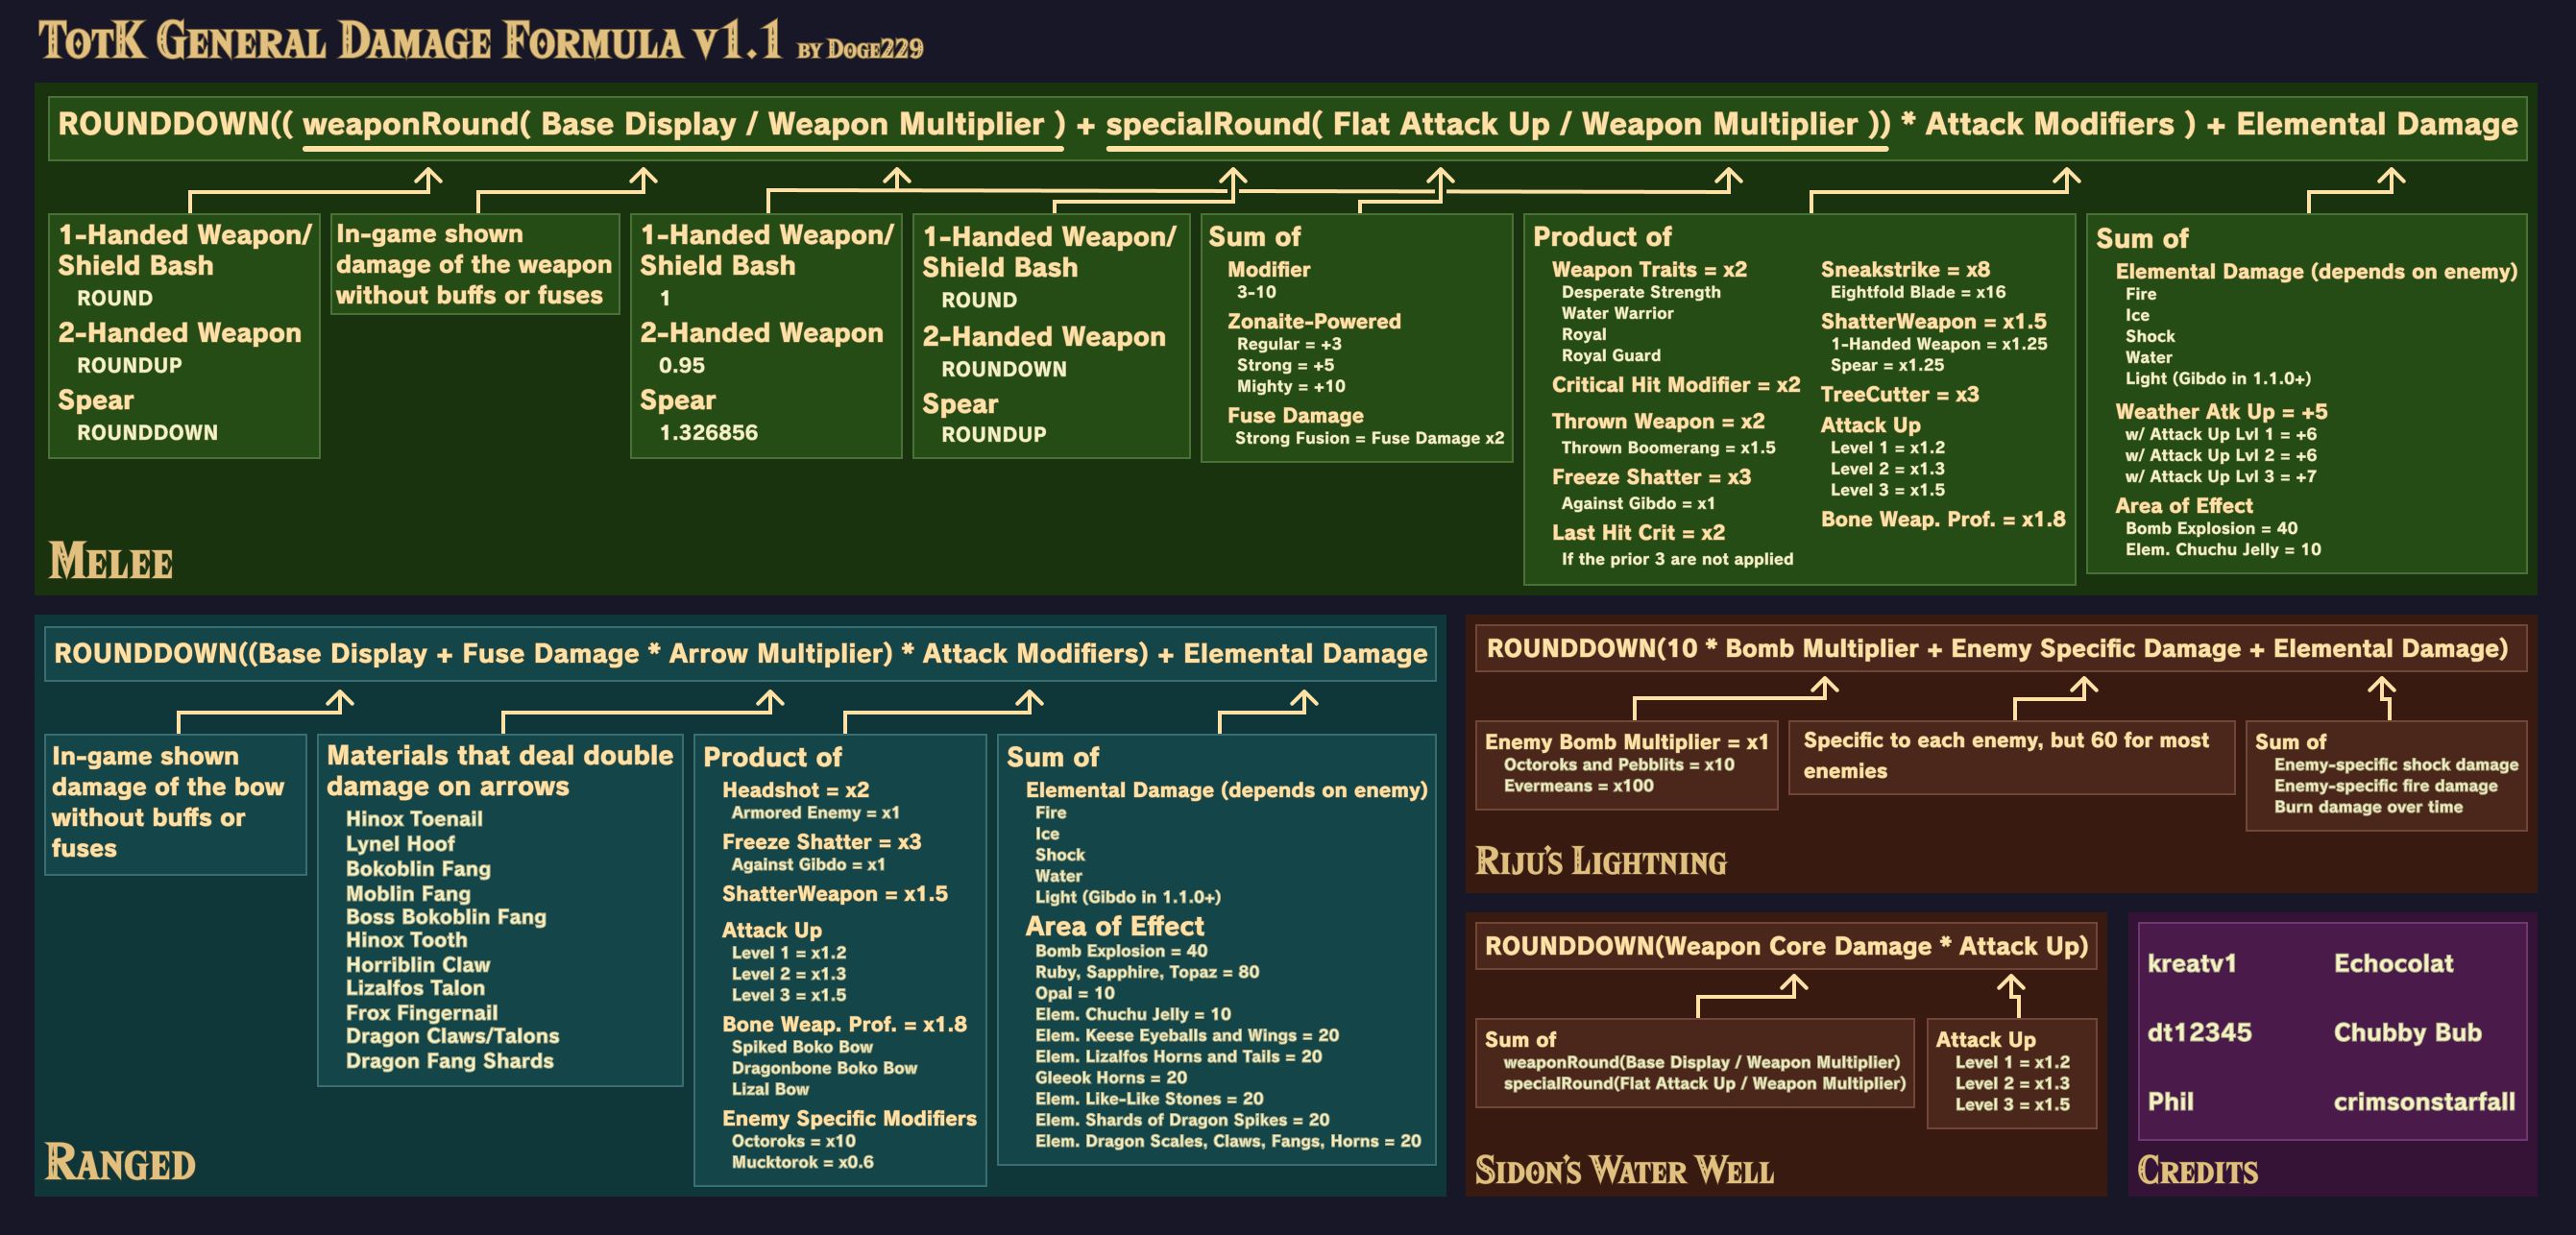 TotK General Damage Formula v1.1 by Doge229
ROUNDDOWN(( weaponRound( Base Display / Weapon Multiplier ) + specialRound( Flat Attack Up / Weapon Multiplier )) * Attack Modifiers ) + Elemental Damage
1-Handed Weapon/
Shield Bash
ROUND
2-Handed Weapon
ROUNDUP
Spear
ROUNDDOWN
In-game shown
damage of the weapon
without buffs or fuses
1-Handed Weapon/
Shield Bash
1
2-Handed Weapon
0.95
Spear
1.326856
1-Handed Weapon/
Shield Bash
ROUND
2-Handed Weapon
ROUNDOWN
Spear
ROUNDUP
Sum of
Modifier
3-10
Zonaite-Powered
Regular = +3
Strong = +5
Mighty = +10
Fuse Damage
Strong Fusion = Fuse Damage x2
Product of
Weapon Traits = x2
Desperate Strength
Water Warrior
Royal
Royal Guard
Critical Hit Modifier = x2
Thrown Weapon = x2
Thrown Boomerang = x1.5
Freeze Shatter = x3
Against Gibdo = x1
Last Hit Crit = x2
If the prior 3 are not applied
Sneakstrike = x8
Eightfold Blade = x16
ShatterWeapon = x1.5
1-Handed Weapon = x1.25
Spear = x1.25
TreeCutter = x3
Attack Up
Level 1 = x1.2
Level 2 = x1.3
Level 3 = x1.5
Bone Weap. Prof. = x1.8
Sum of
Elemental Damage (depends on enemy)
Fire
Ice
Shock
Water
Light (Gibdo in 1.1.0+)
Weather Atk Up = +5
w/ Attack Up Lvl 1 = +6
w/ Attack Up Lvl 2 = +6
w/ Attack Up Lvl 3 = +7
Area of Effect
Bomb Explosion = 40
Elem. Chuchu Jelly = 10
Melee
ROUNDDOWN((Base Display + Fuse Damage * Arrow Multiplier) * Attack Modifiers) + Elemental Damage
In-game shown
damage of the bow
without buffs or
fuses
Materials that deal double
damage on arrows
Hinox Toenail
Lynel Hoof
Bokoblin Fang
Moblin Fang
Boss Bokoblin Fang
Hinox Tooth
Horriblin Claw
Lizalfos Talon
Frox Fingernail
Dragon Claws/Talons
Dragon Fang Shards
Product of
Headshot = x2
Armored Enemy = x1
Freeze Shatter = x3
Against Gibdo = x1
ShatterWeapon = x1.5
Attack Up
Level 1 = x1.2
Level 2 = x1.3
Level 3 = x1.5
Bone Weap. Prof. = x1.8
Spiked Boko Bow
Dragonbone Boko Bow
Lizal Bow
Enemy Specific Modifiers
Octoroks = x10
Mucktorok = x0.6
Sum of
Elemental Damage (depends on enemy)
Fire
Ice
Shock
Water
Light (Gibdo in 1.1.0+)
Area of Effect
Bomb Explosion = 40
Ruby, Sapphire, Topaz = 80
Opal = 10
Elem. Chuchu Jelly = 10
Elem. Keese Eyeballs and Wings = 20
Elem. Lizalfos Horns and Tails = 20
Gleeok Horns = 20
Elem. Like-Like Stones = 20
Elem. Shards of Dragon Spikes = 20
Elem. Dragon Scales, Claws, Fangs, Horns = 20
Ranged
ROUNDDOWN(10 * Bomb Multiplier + Enemy Specific Damage + Elemental Damage)
Enemy Bomb Multiplier = x1
Octoroks and Pebblits = x10
Evermeans = x100
Specific to each enemy, but 60 for most
enemies
Sum of
Enemy-specific shock damage
Enemy-specific fire damage
Burn damage over time
Riju's Lightning
ROUNDDOWN(Weapon Core Damage * Attack Up)
Sum of
weaponRound(Base Display / Weapon Multiplier)
specialRound(Flat Attack Up / Weapon Multiplier)
Attack Up
Level 1 = x1.2
Level 2 = x1.3
Level 3 = x1.5
Sidon's Water Well
kreatv1
Echocolat
dt12345
Chubby Bub
Phil
crimsonstarfall
Credits